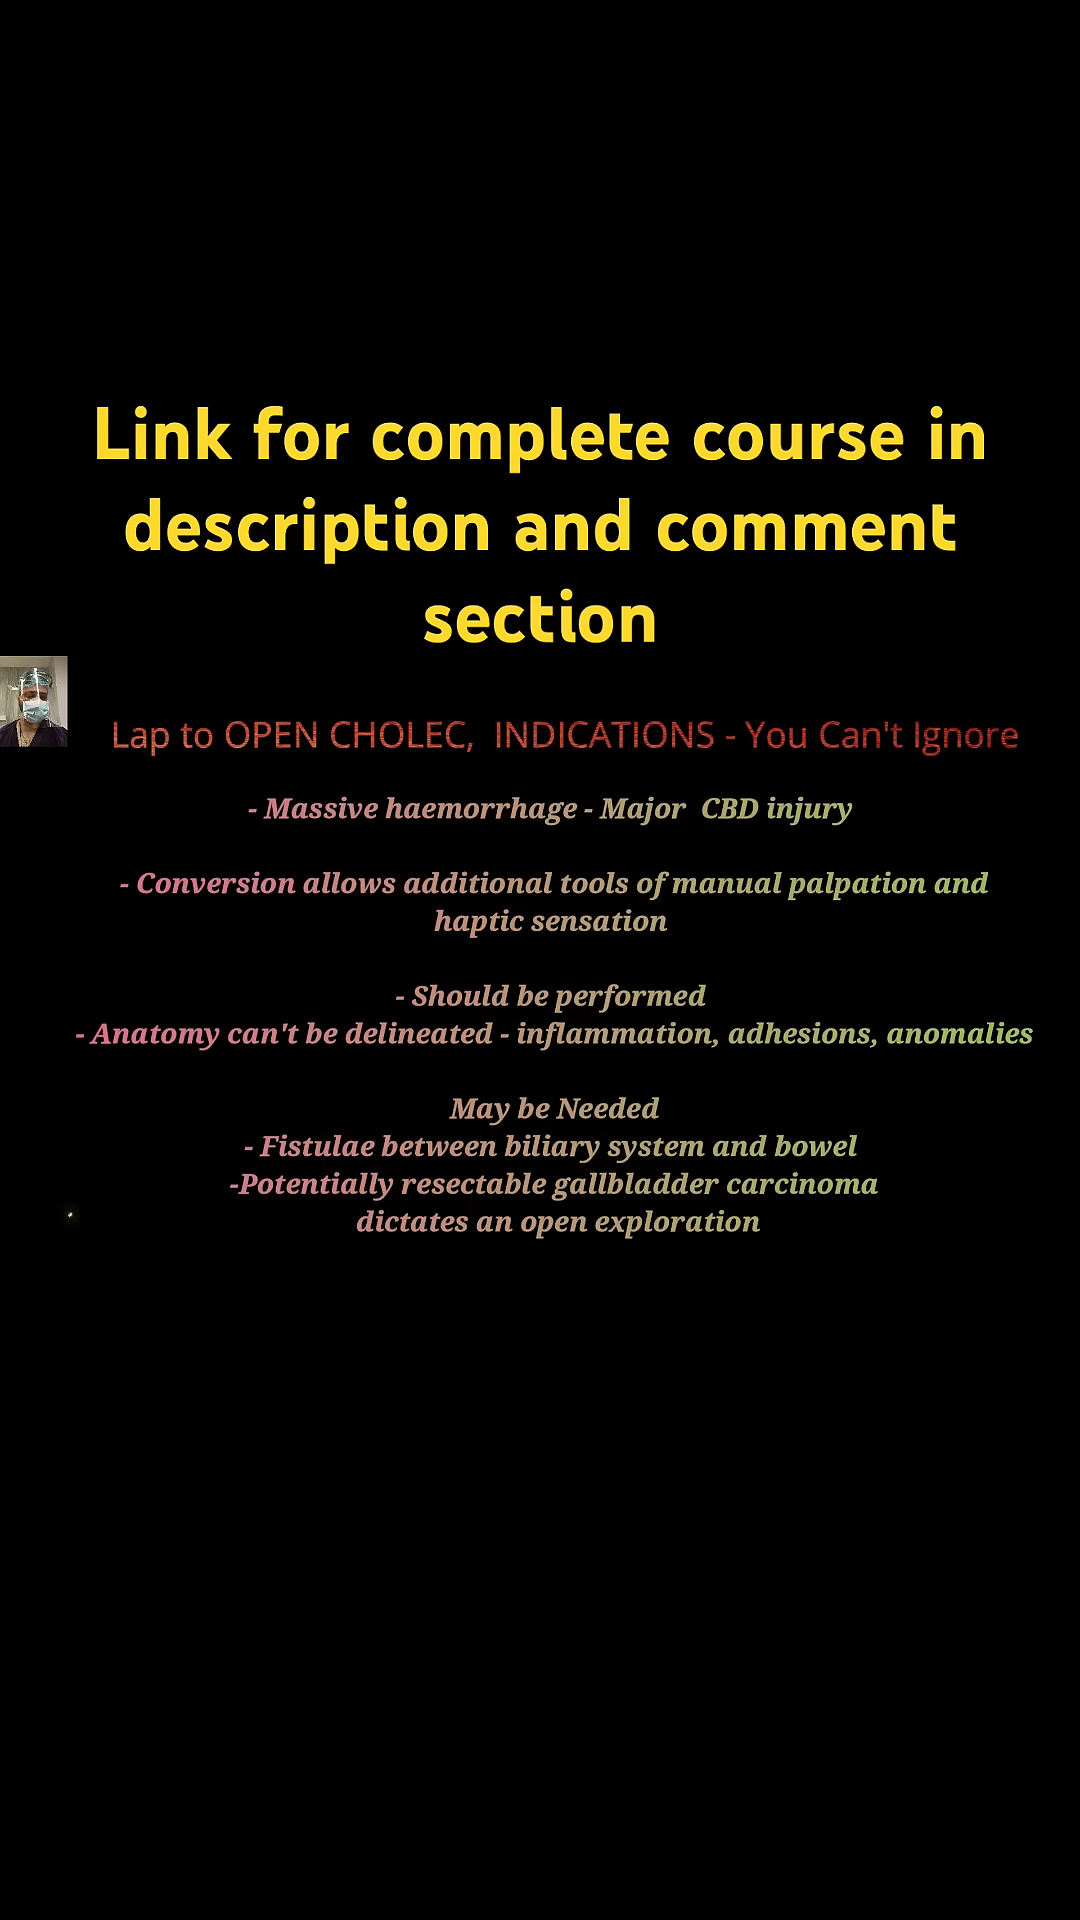 Link for complete course in
description and comment
section
Lap to OPEN CHOLEC,  INDICATIONS - You Can't Ignore
- Massive haemorrhage - Major  CBD injury
- Conversion allows additional tools of manual palpation and
haptic sensation
- Should be performed
- Anatomy can't be delineated - inflammation, adhesions, anomalies
May be Needed
- Fistulae between biliary system and bowel
-Potentially resectable gallbladder carcinoma
dictates an open exploration